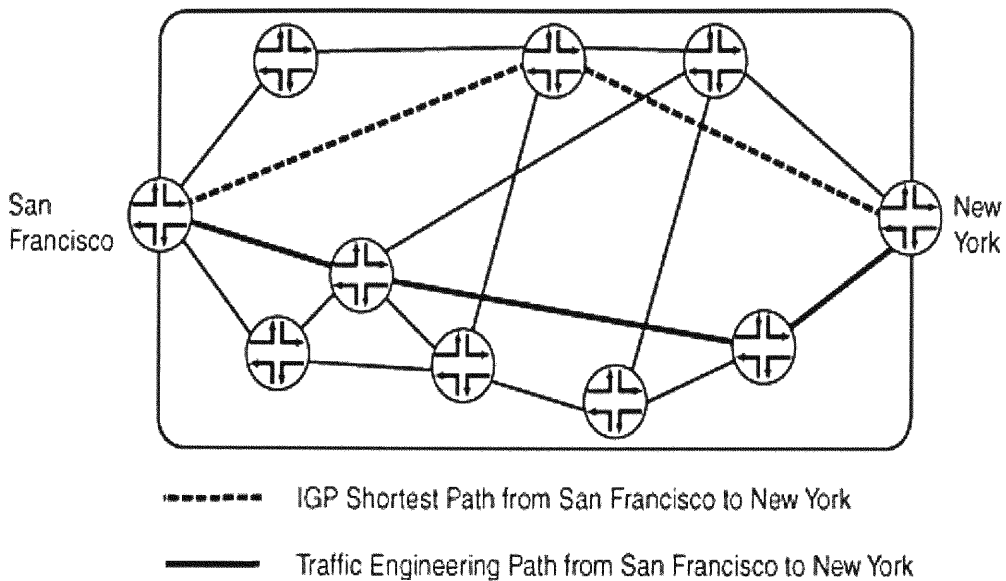 San
Francisco
New
York
IGP Shortest Path from San Francisco to New York
Traffic Engineering Path from San Francisco to New York